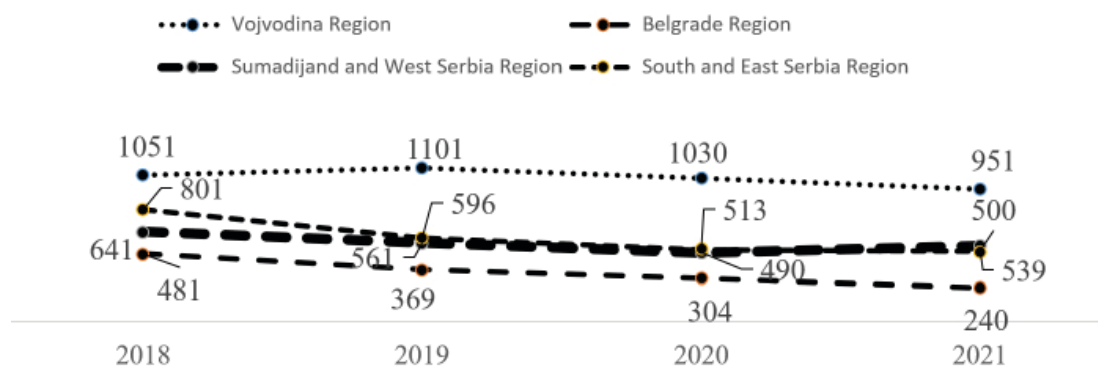 Vojvodina Region Belgrade Region
Sumadijand and West Serbia Region South and East Serbia Region
1051 1101 1030 951
801 596 513 500
641 561 490 539
481 369 304 240
2018 2019 2020 2021